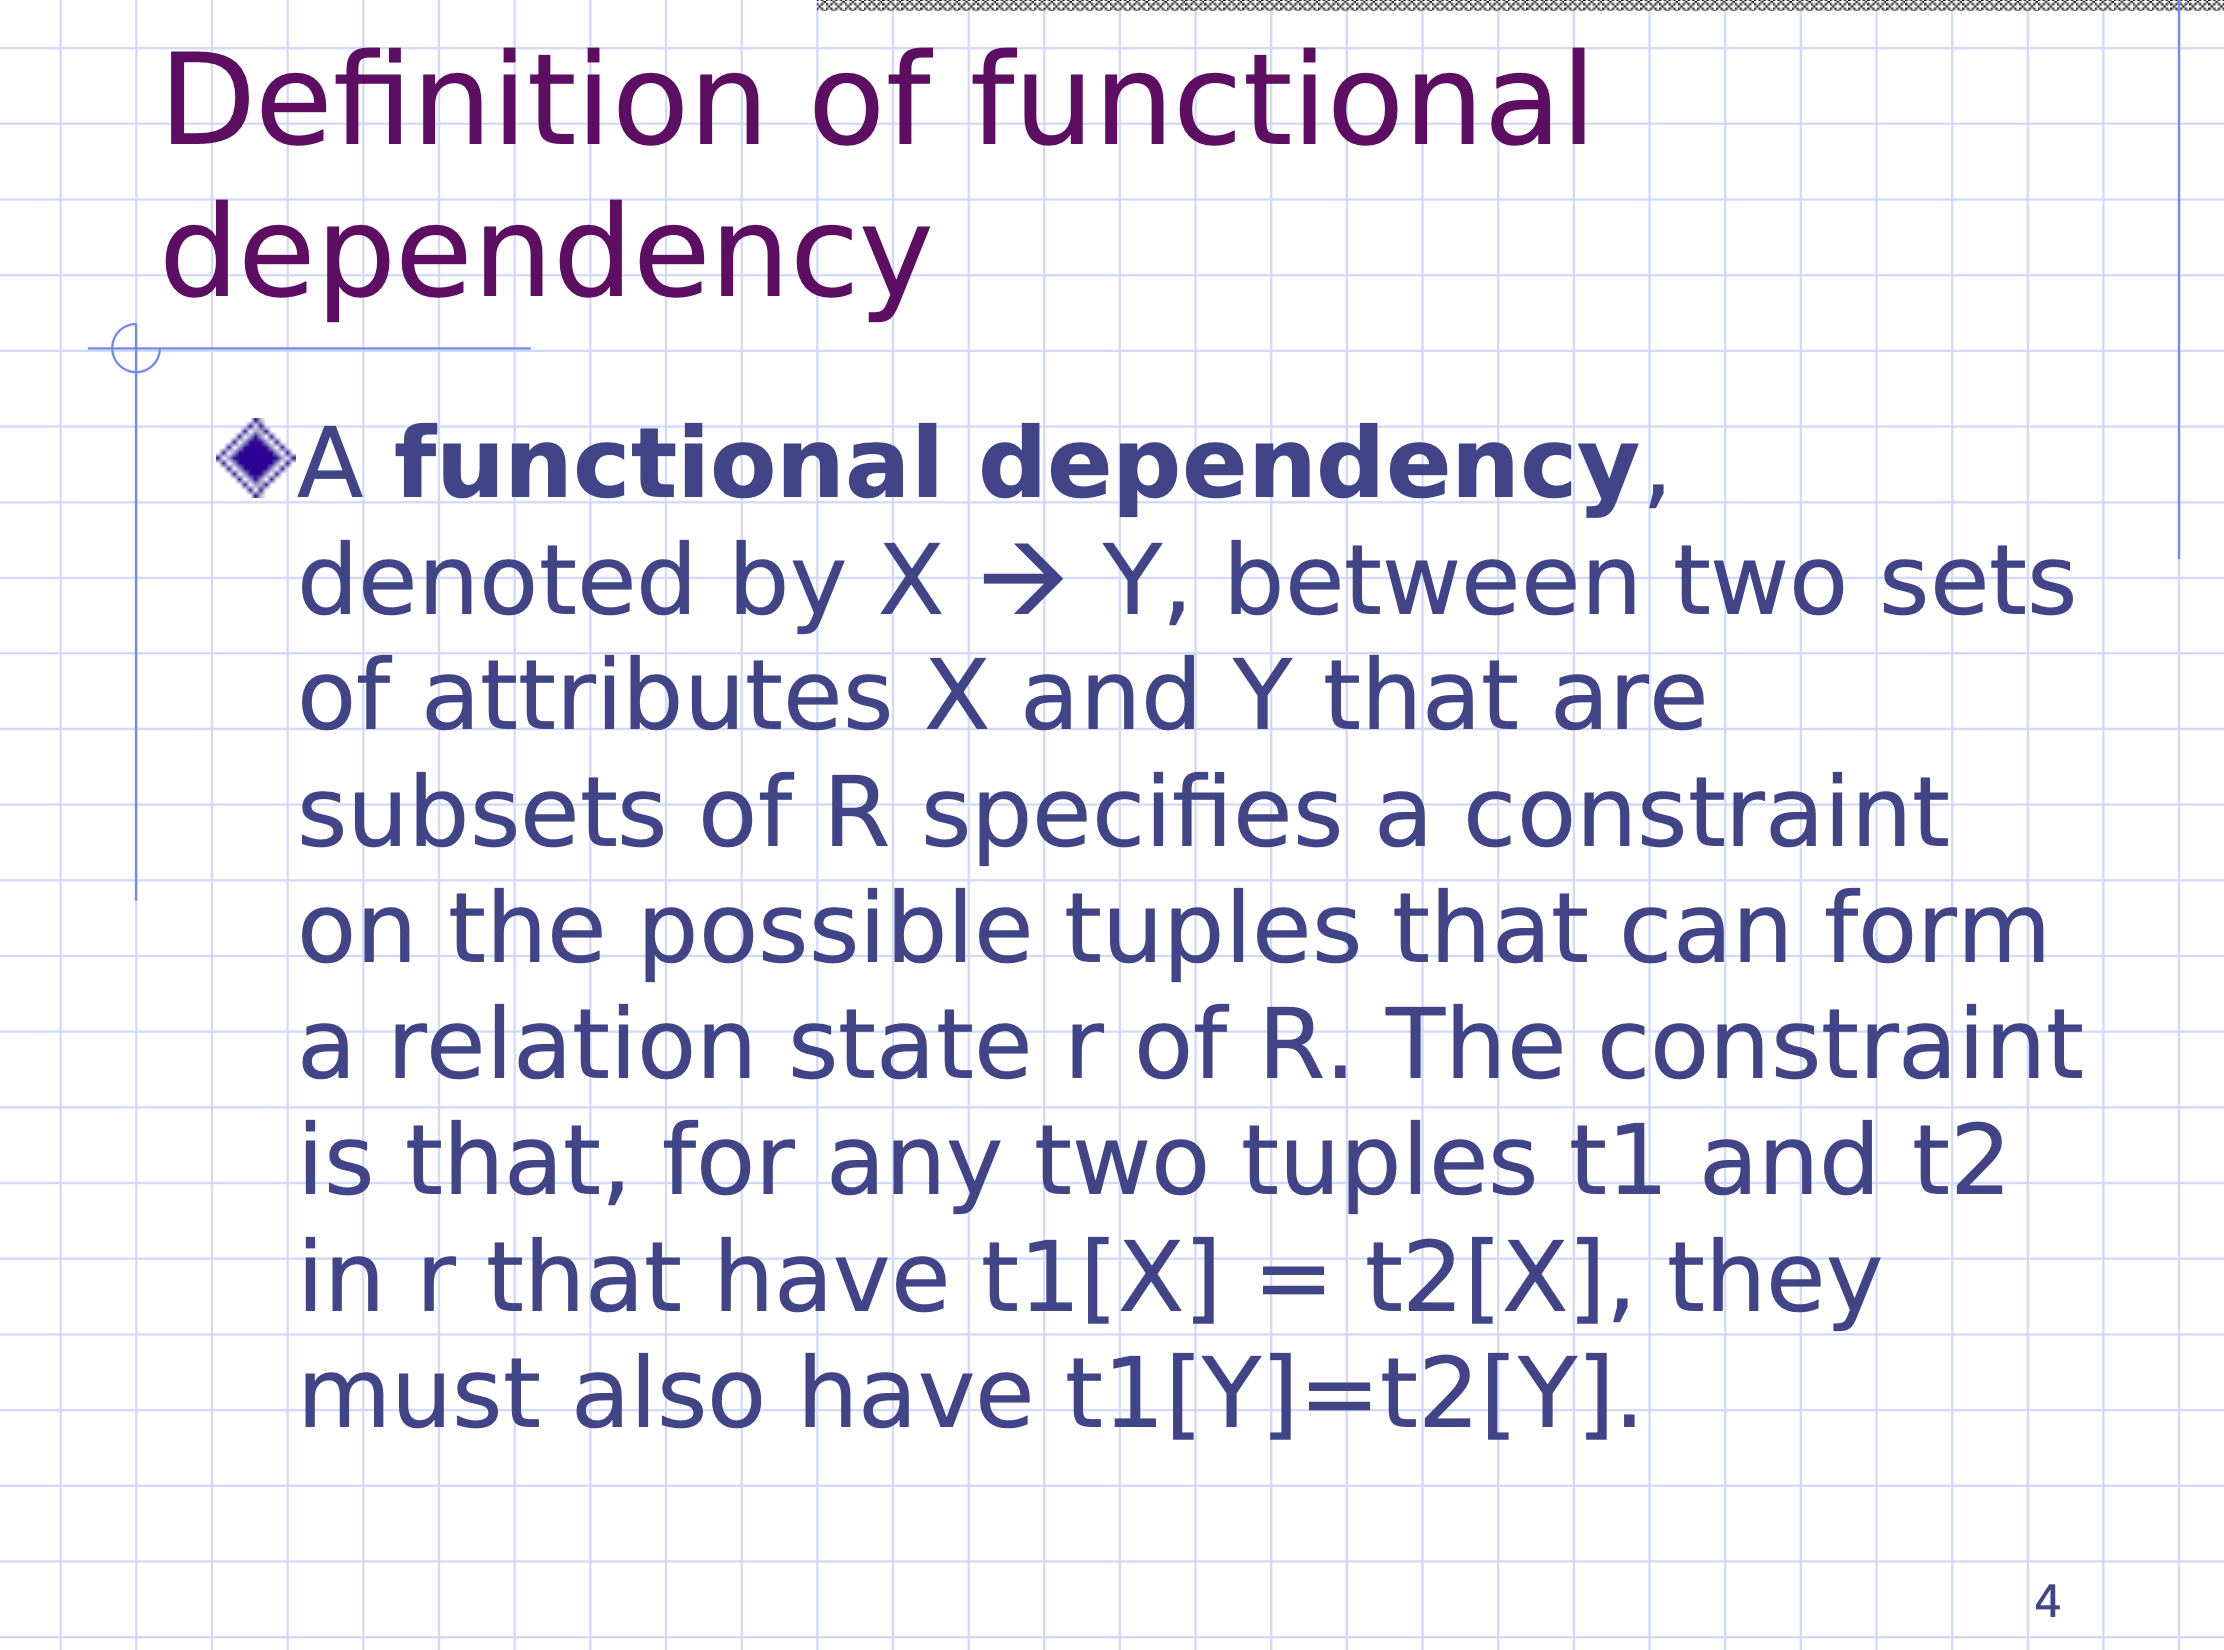 Definition of functional
dependency
A functional dependency,
denoted by X → Y, between two sets
of attributes X and Y that are
subsets of R specifies a constraint
on the possible tuples that can form
a relation state r of R. The constraint
is that, for any two tuples t1 and t2
in r that have t1[X] = t2[X], they
must also have t1[Y]=t2[Y].
4